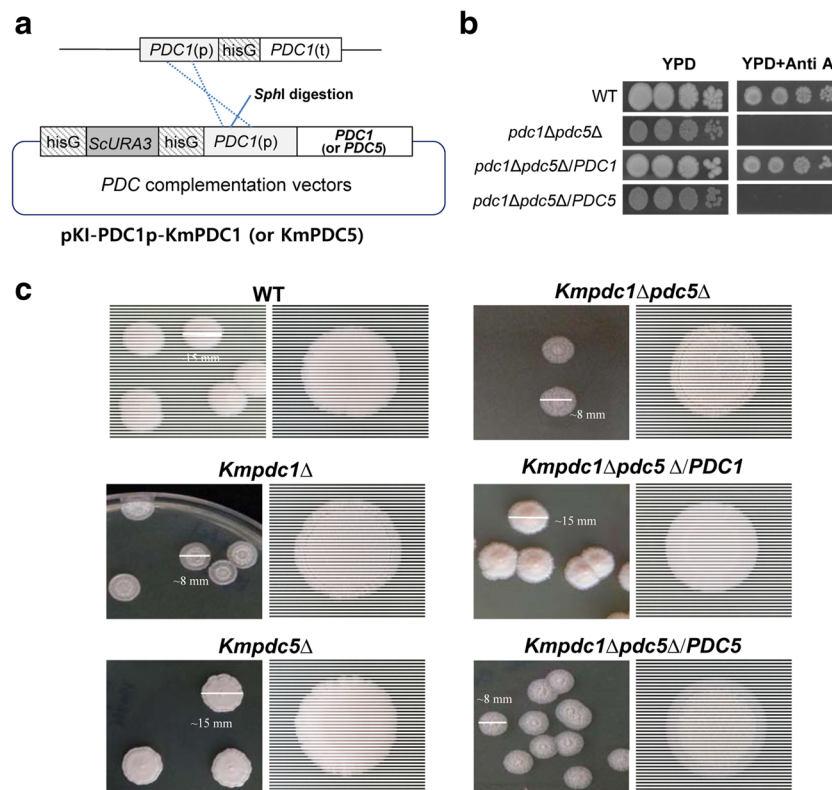 a
PDC1(p) hisG PDC1(t)
SphI digestion
hisG ScURA3 hisG PDC1(p) PDC1
(or PDC5)
PDC complementation vectors
pKI-PDC1p-KmPDC1 (or KmPDC5)
b
YPD YPD+Anti A
WT
pdc1Δpdc5Δ
pdc1Δpdc5Δ/PDC1
pdc1Δpdc5Δ/PDC5
c
WT
~15 mm
Kmpdc1Δpdc5Δ
~8 mm
Kmpdc1Δ
~8 mm
Kmpdc1Δpdc5 Δ/PDC1
~15 mm
Kmpdc5Δ
~15 mm
Kmpdc1Δpdc5Δ/PDC5
~8 mm